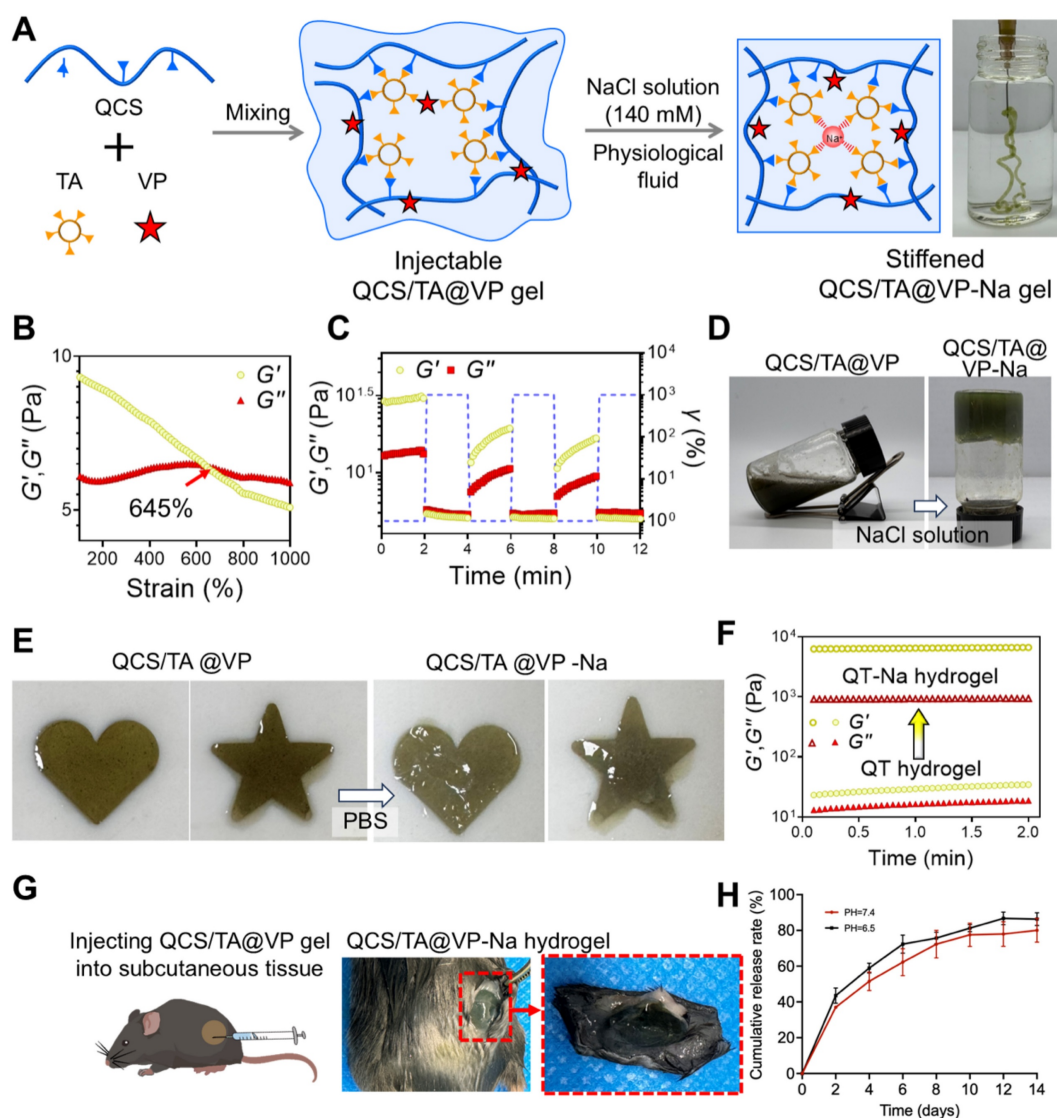 A
QCS
+
TA VP
Mixing
Injectable
QCS/TA@VP gel
NaCl solution
(140 mM)
Physiological
fluid
Na⁺
Stiffened
QCS/TA@VP-Na gel
B
G', G" (Pa)
10
5
G'
G"
645%
200 400 600 800 1000
Strain (%)
C
G', G" (Pa)
10^1.5
10^1
G' G"
10^4
10^3
10^2
10^1
10^0
γ (%)
0 2 4 6 8 10 12
Time (min)
D
QCS/TA@VP
QCS/TA@
VP-Na
NaCl solution
E
QCS/TA @VP
QCS/TA @VP -Na
PBS
F
G', G" (Pa)
10^4
10^3
10^2
10^1
QT-Na hydrogel
G'
G"
QT hydrogel
0.0 0.5 1.0 1.5 2.0
Time (min)
G
Injecting QCS/TA@VP gel
into subcutaneous tissue
QCS/TA@VP-Na hydrogel
H
Cumulative release rate (%)
100
80
60
40
20
0
PH=7.4
PH=6.5
0 2 4 6 8 10 12 14
Time (days)